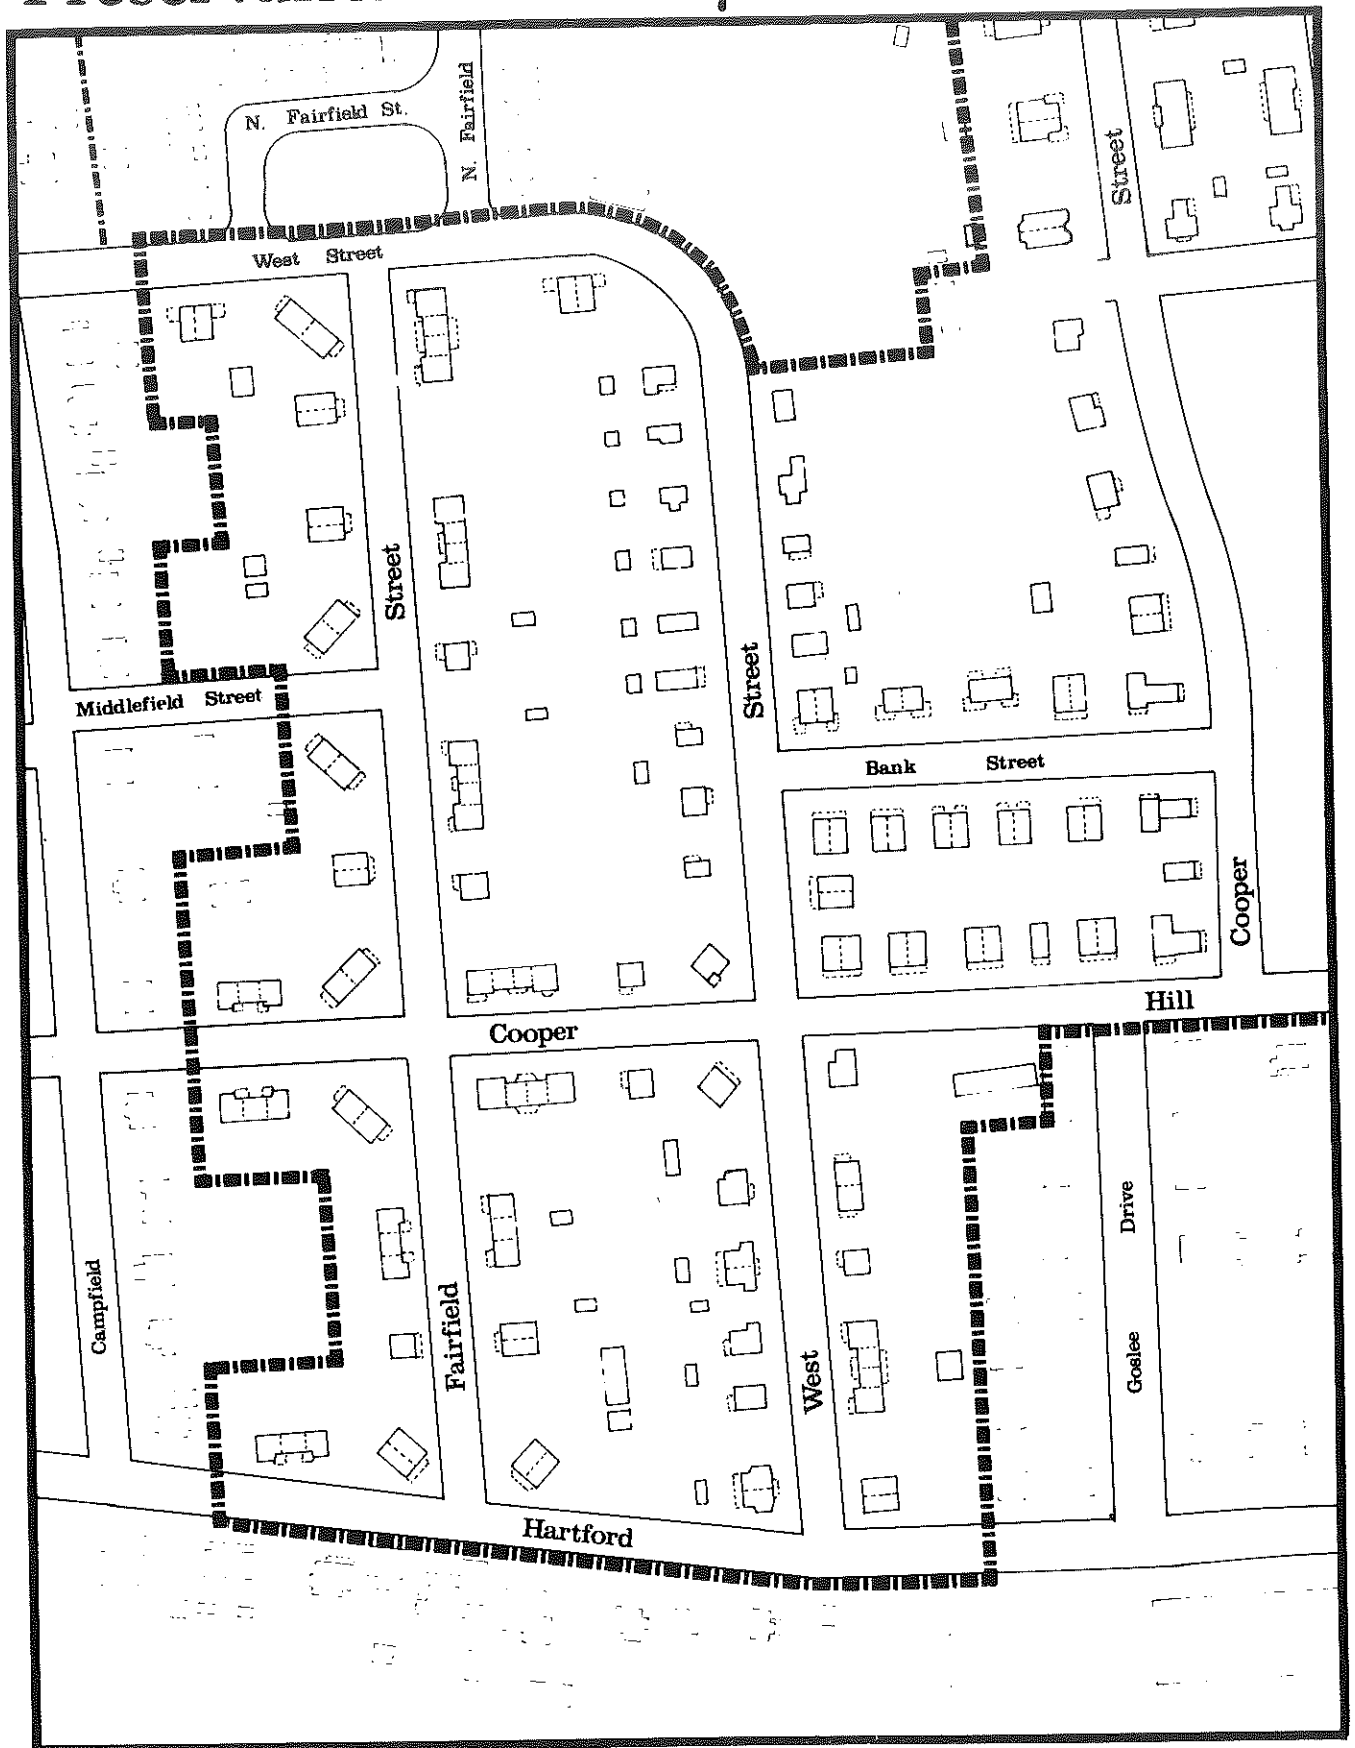 N. Fairfield St.
N. Fairfield
Street
West Street
Street
Middlefield Street
Street
Bank Street
Cooper
Cooper Hill
Campfield
Fairfield
West
Drive
Goslee
Hartford